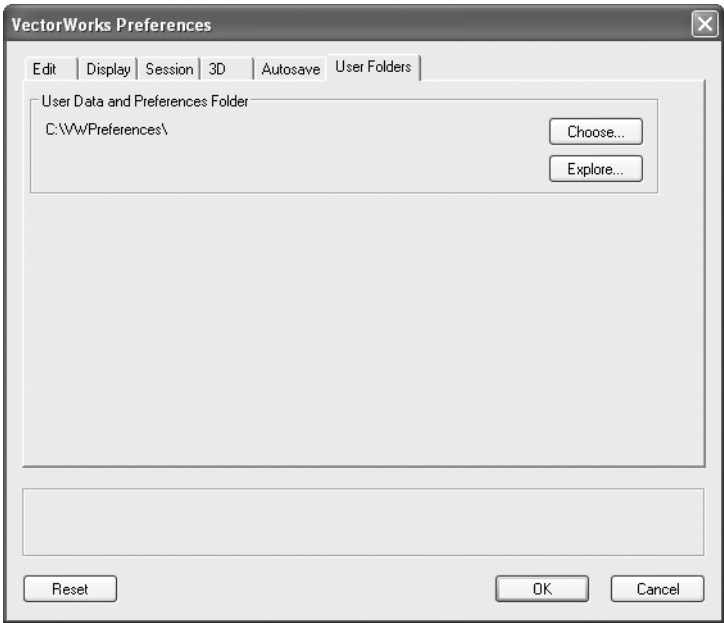 VectorWorks Preferences
Edit Display Session 3D Autosave User Folders
User Data and Preferences Folder
C:\VWPreferences\
Choose...
Explore...
Reset OK Cancel